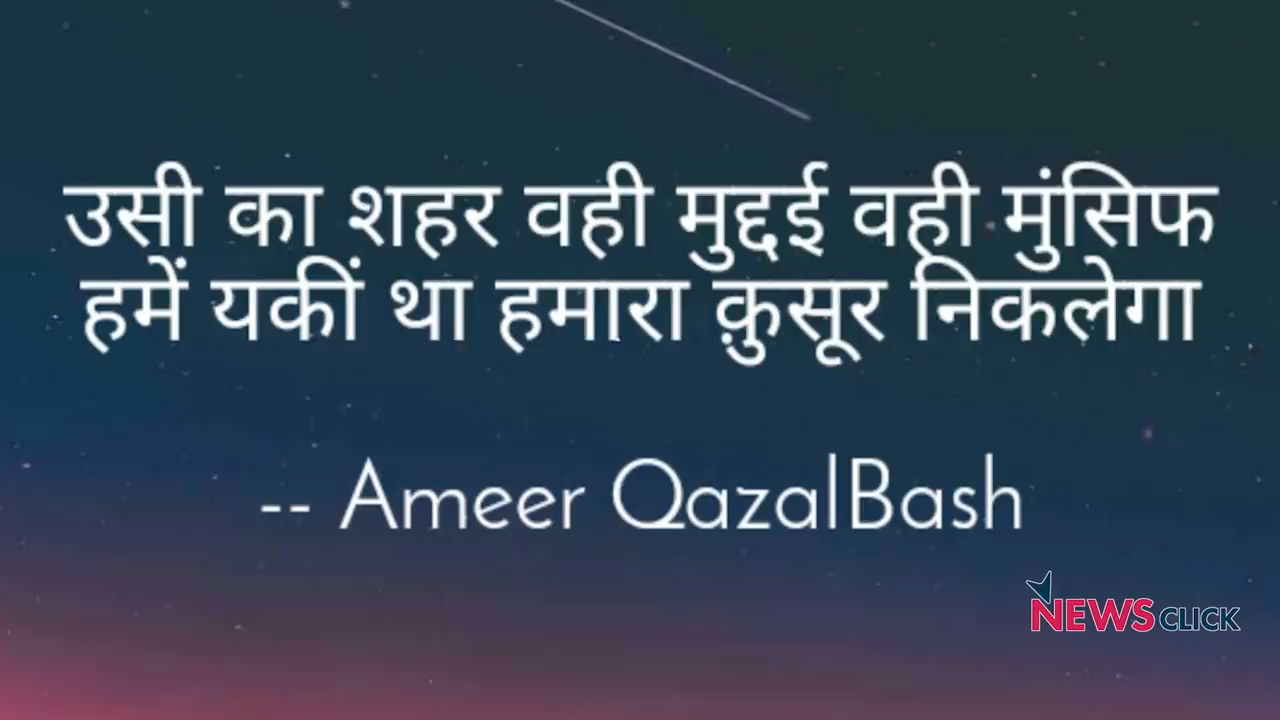 उसी का शहर वही मुद्दई वही मुंसिफ
हमें यकीं था हमारा क़ुसूर निकलेगा
-- Ameer QazalBash
NEWSCLICK